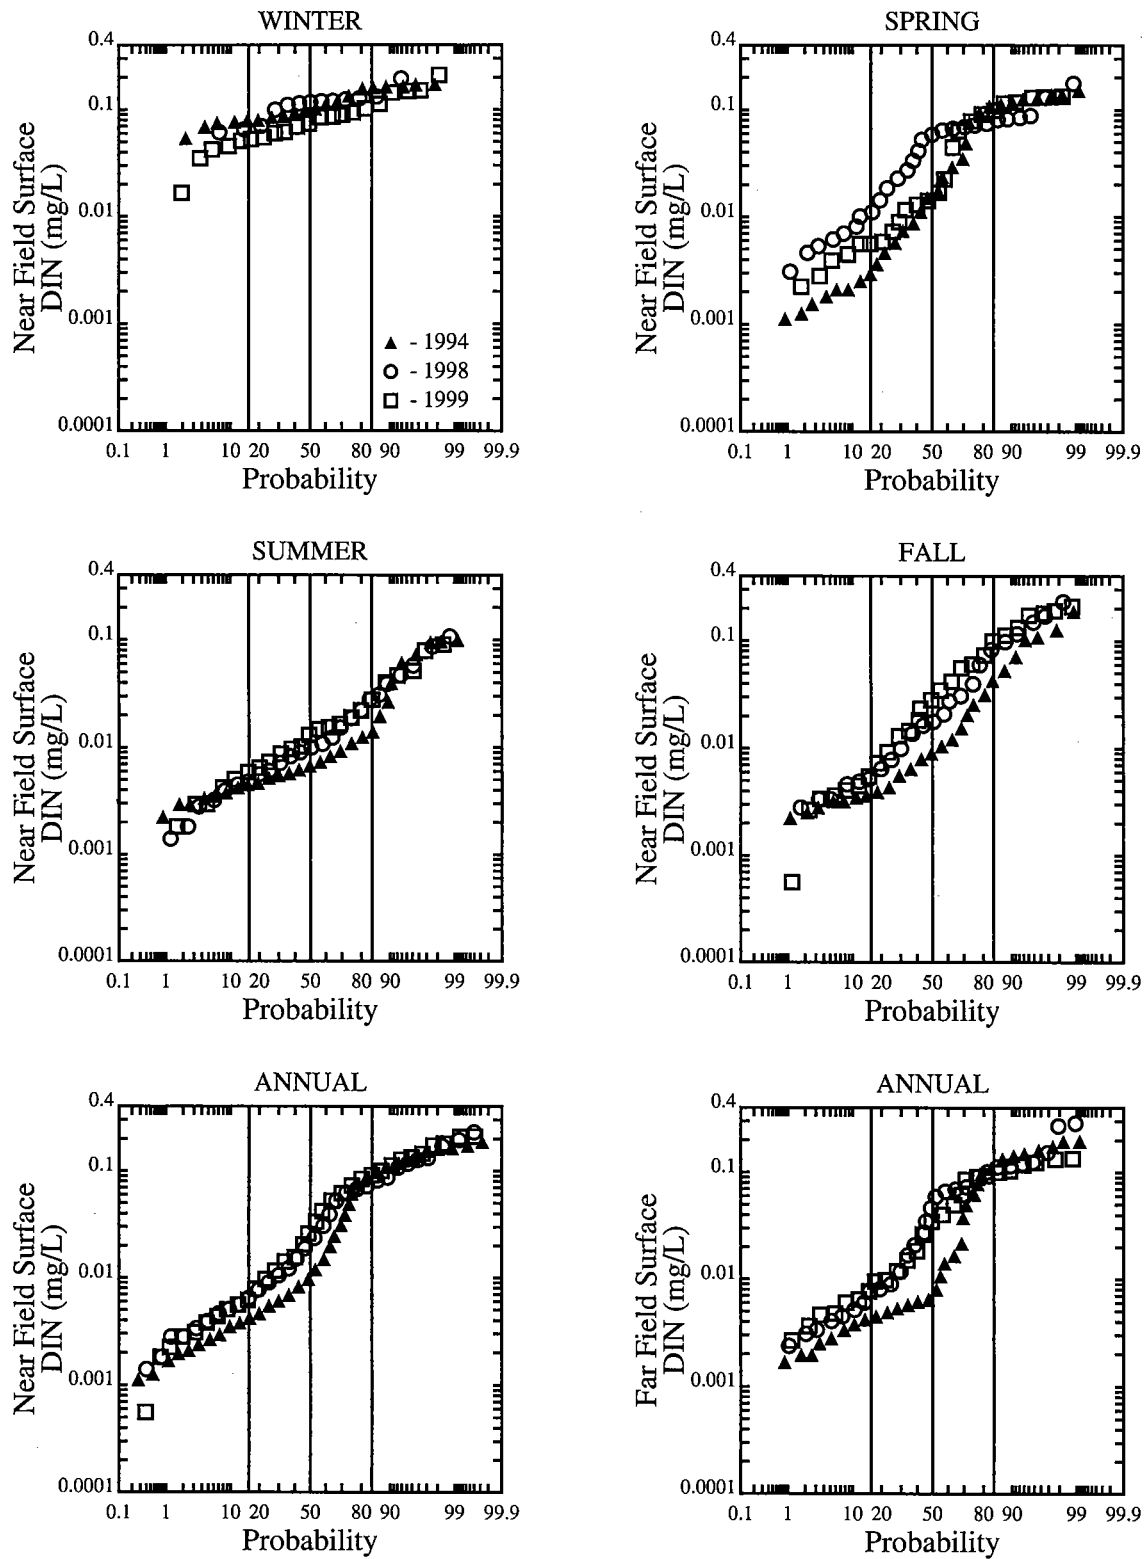 WINTER
0.4
0.1
0.01
0.001
0.0001
Near Field Surface
DIN (mg/L)
- 1994
- 1998
- 1999
0.1 1 10 20 50 80 90 99 99.9
Probability
SPRING
0.4
0.1
0.01
0.001
0.0001
Near Field Surface
DIN (mg/L)
0.1 1 10 20 50 80 90 99 99.9
Probability
SUMMER
0.4
0.1
0.01
0.001
0.0001
Near Field Surface
DIN (mg/L)
0.1 1 10 20 50 80 90 99 99.9
Probability
FALL
0.4
0.1
0.01
0.001
0.0001
Near Field Surface
DIN (mg/L)
0.1 1 10 20 50 80 90 99 99.9
Probability
ANNUAL
0.4
0.1
0.01
0.001
0.0001
Near Field Surface
DIN (mg/L)
0.1 1 10 20 50 80 90 99 99.9
Probability
ANNUAL
0.4
0.1
0.01
0.001
0.0001
Far Field Surface
DIN (mg/L)
0.1 1 10 20 50 80 90 99 99.9
Probability